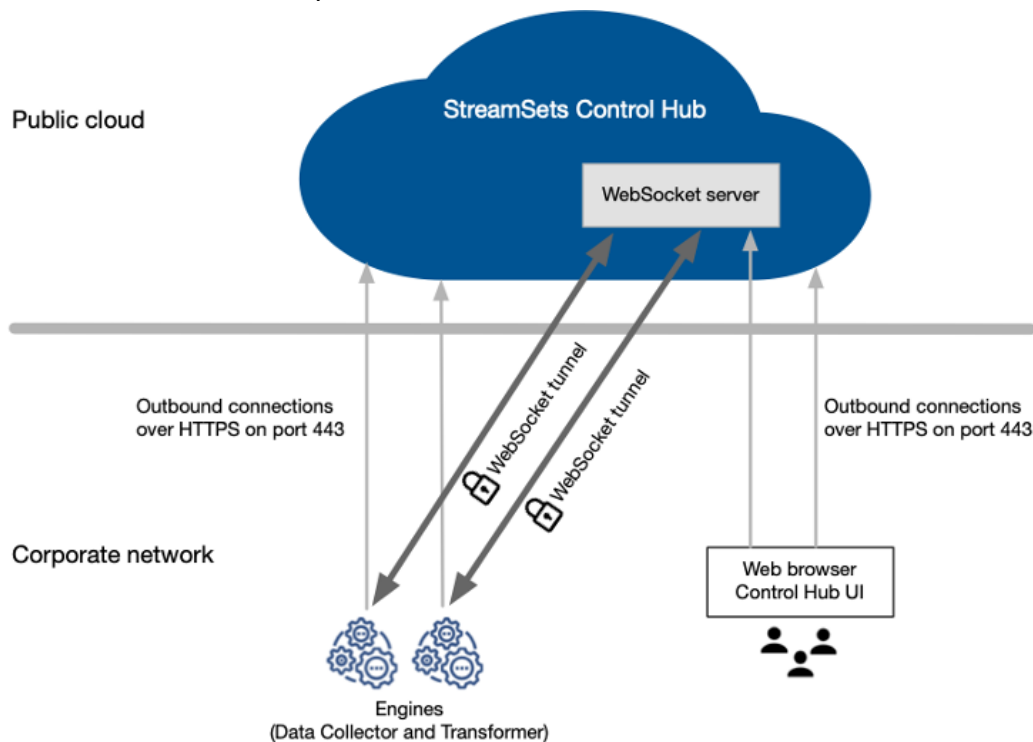 StreamSets Control Hub
Public cloud
WebSocket server
Outbound connections
over HTTPS on port 443
WebSocket tunnel
WebSocket tunnel
Outbound connections
over HTTPS on port 443
Corporate network
Web browser
Control Hub UI
Engines
(Data Collector and Transformer)